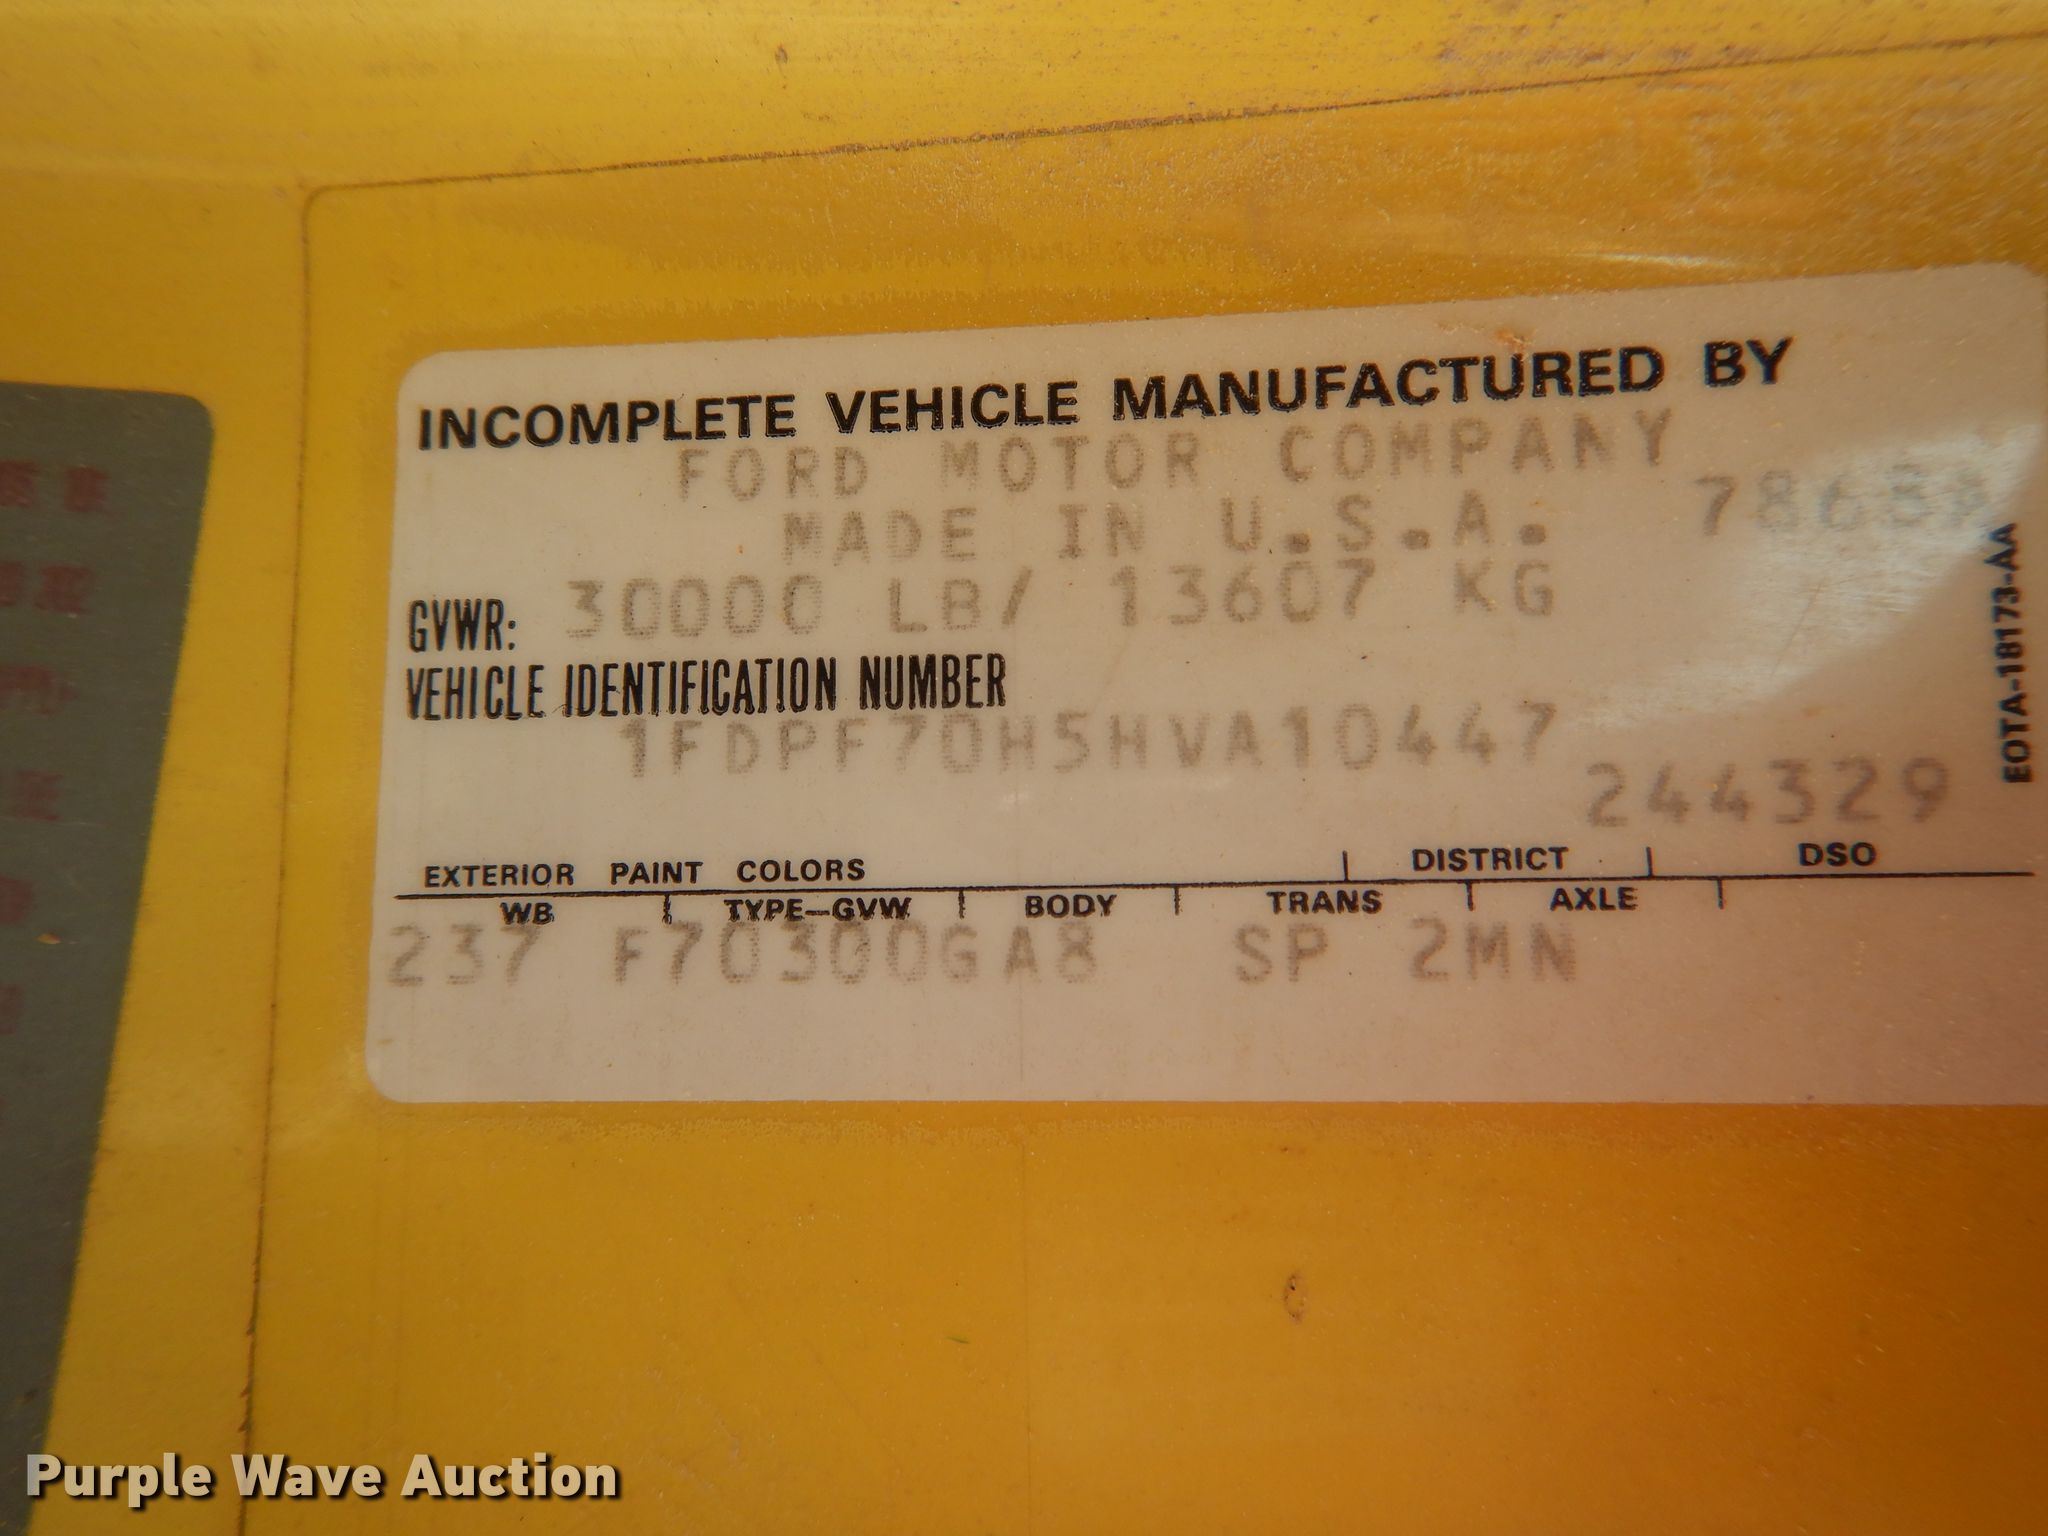 INCOMPLETE VEHICLE MANUFACTURED BY
FORD MOTOR COMPANY
MADE IN U.S.A.
GVWR: 30000 LB/ 13607 KG
VEHICLE IDENTIFICATION NUMBER
1FDPF70H5HVA10447
244329
EOTA-18173-AA
EXTERIOR PAINT COLORS DISTRICT DSO
WB TYPE-GVW BODY TRANS AXLE
237 F70300GA8 SP 2MN
Purple Wave Auction